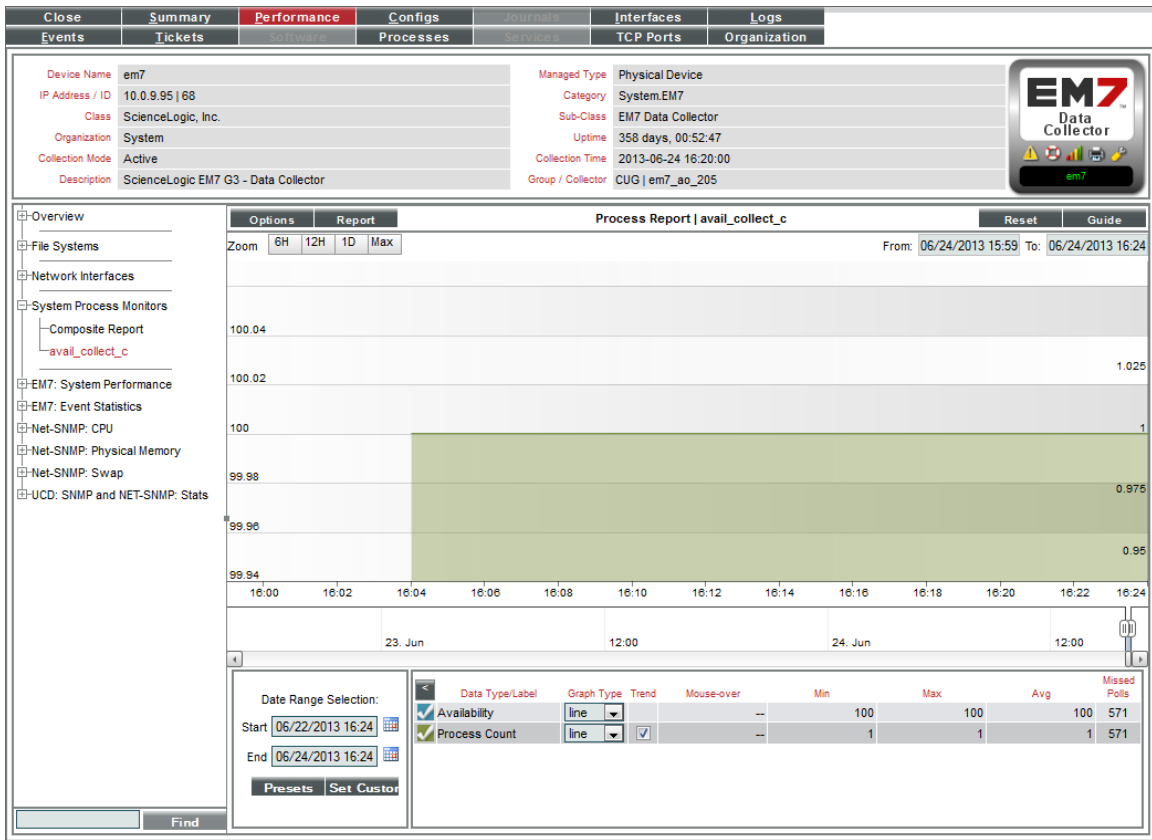 Close Summary Performance Configs Journals Interfaces Logs
Events Tickets Software Processes Services TCP Ports Organization
Device Name em7 Managed Type Physical Device
IP Address / ID 10.0.9.95 | 68 Category System.EM7
Class ScienceLogic, Inc. Sub-Class EM7 Data Collector
Organization System Uptime 358 days, 00:52:47
Collection Mode Active Collection Time 2013-06-24 16:20:00
Description ScienceLogic EM7 G3 - Data Collector Group / Collector CUG | em7_ao_205
EM7
Data
Collector
em7
Overview
File Systems
Network Interfaces
System Process Monitors
Composite Report
avail_collect_c
EM7: System Performance
EM7: Event Statistics
Net-SNMP: CPU
Net-SNMP: Physical Memory
Net-SNMP: Swap
UCD: SNMP and NET-SNMP: Stats
Find
Options Report Process Report | avail_collect_c Reset Guide
Zoom 6H 12H 1D Max From: 06/24/2013 15:59 To: 06/24/2013 16:24
100.04
1.025
100.02
100 1
99.98
0.975
99.96
0.95
99.94
16:00 16:02 16:04 16:06 16:08 16:10 16:12 16:14 16:16 16:18 16:20 16:22 16:24
23. Jun 12:00 24. Jun 12:00
Date Range Selection:
Start 06/22/2013 16:24
End 06/24/2013 16:24
Presets Set Custor
< Data Type/Label Graph Type Trend Mouse-over Min Max Avg Missed Polls
Availability line -- 100 100 100 571
Process Count line -- 1 1 1 571